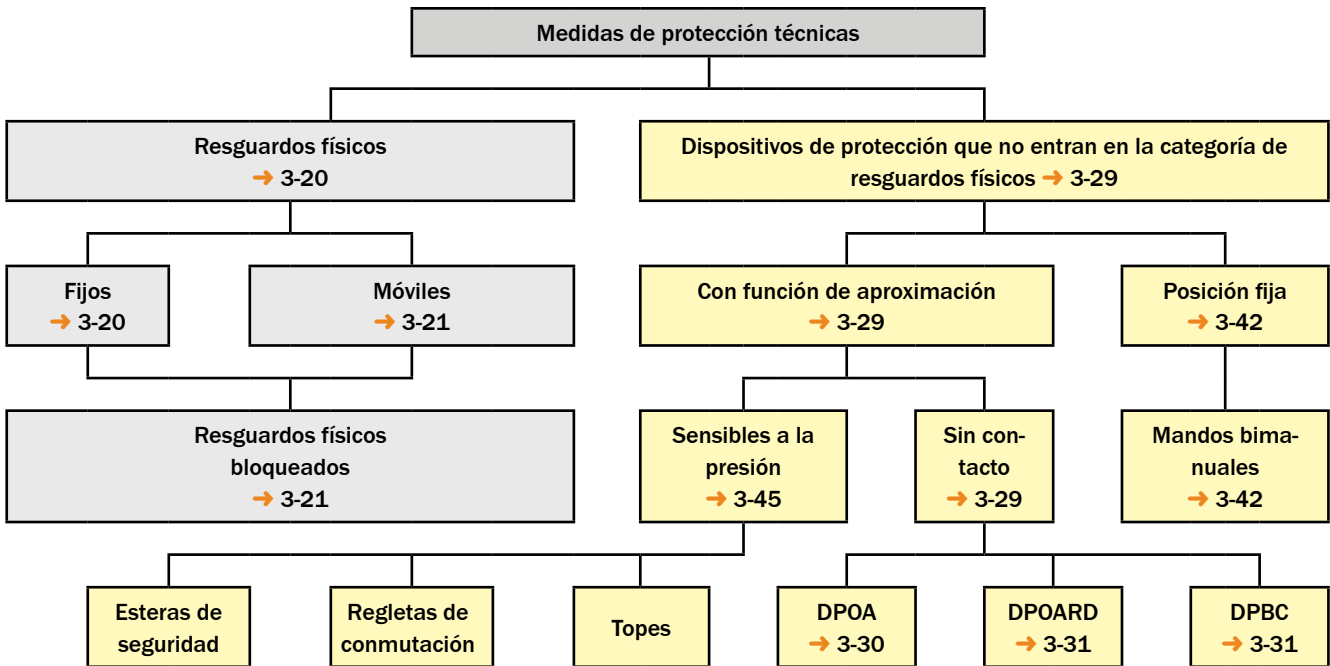 Medidas de protección técnicas
Resguardos físicos
➜ 3-20
Dispositivos de protección que no entran en la categoría de
resguardos físicos ➜ 3-29
Fijos
➜ 3-20
Móviles
➜ 3-21
Con función de aproximación
➜ 3-29
Posición fija
➜ 3-42
Resguardos físicos
bloqueados
➜ 3-21
Sensibles a la
presión
➜ 3-45
Sin con-
tacto
➜ 3-29
Mandos bima-
nuales
➜ 3-42
Esteras de
seguridad
Regletas de
conmutación
Topes
DPOA
➜ 3-30
DPOARD
➜ 3-31
DPBC
➜ 3-31